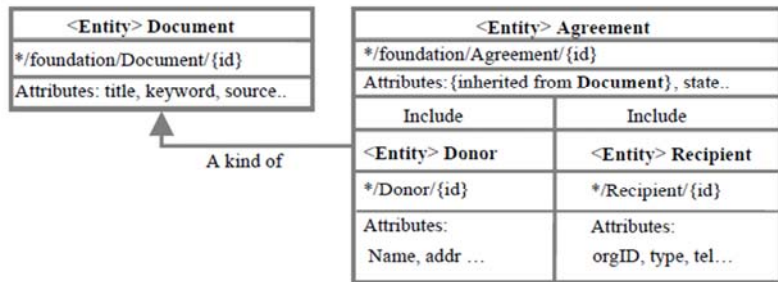 <Entity> Document
*/foundation/Document/{id}
Attributes: title, keyword, source..
A kind of
<Entity> Agreement
*/foundation/Agreement/{id}
Attributes:{inherited from Document}, state..
Include
<Entity> Donor
*/Donor/{id}
Attributes:
Name, addr …
Include
<Entity> Recipient
*/Recipient/{id}
Attributes:
orgID, type, tel…